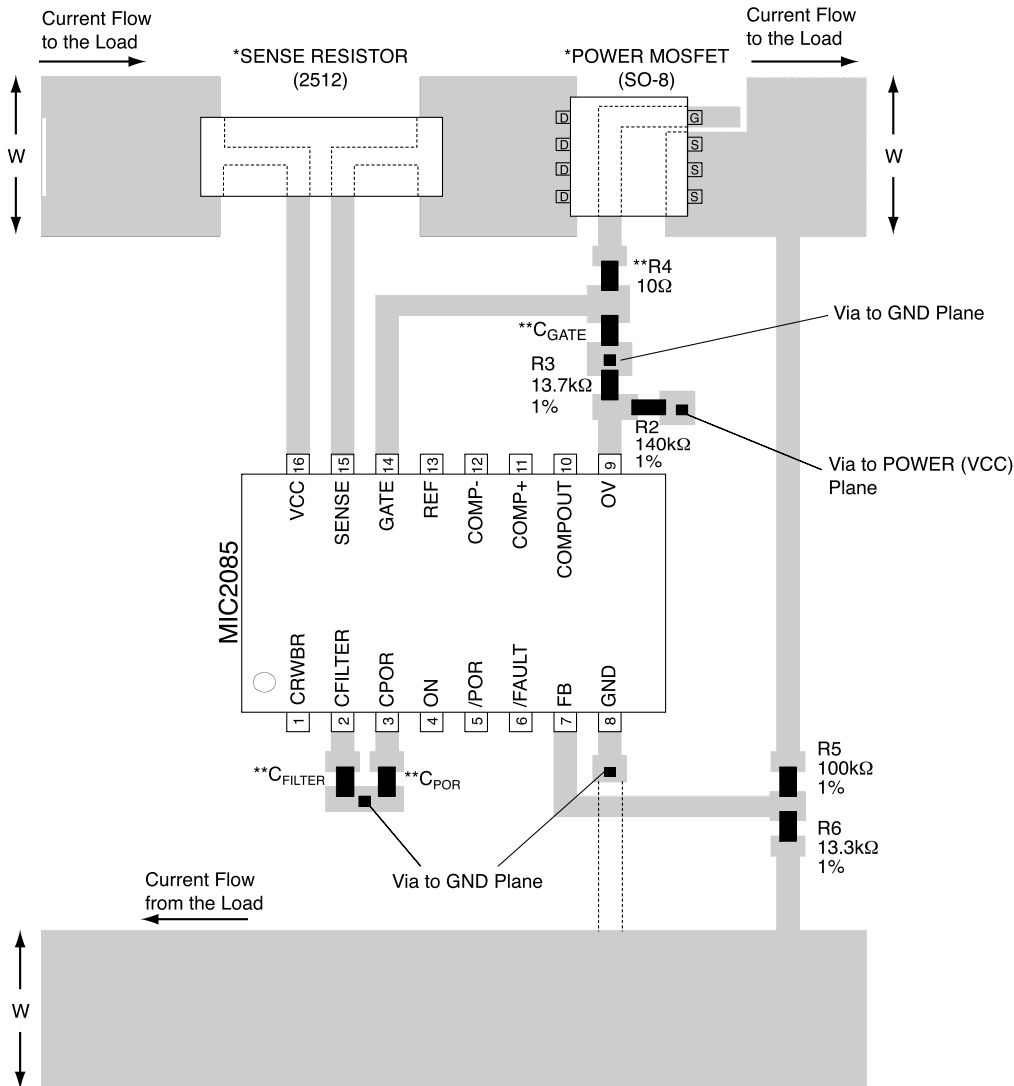 Current Flow
to the Load
*SENSE RESISTOR
(2512)
*POWER MOSFET
(SO-8)
Current Flow
to the Load
W
D
D
D
D
G
S
S
S
W
**R4
10Ω
Via to GND Plane
**CGATE
R3
13.7kΩ
1%
R2
140kΩ
1%
Via to POWER (VCC)
Plane
16
15
14
13
12
11
10
9
VCC
SENSE
GATE
REF
COMP-
COMP+
COMPOUT
OV
MIC2085
CRWBR
CFILTER
CPOR
ON
/POR
/FAULT
FB
GND
1
2
3
4
5
6
7
8
**CFILTER
**CPOR
R5
100kΩ
1%
R6
13.3kΩ
1%
Via to GND Plane
Current Flow
from the Load
W